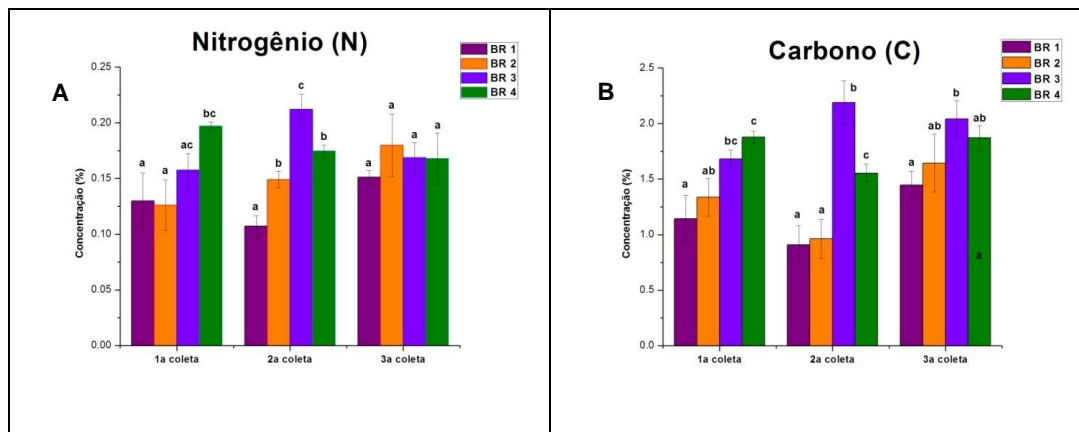 A
Nitrogênio (N)
BR 1
BR 2
BR 3
BR 4
Concentração (%)
0.25
0.20
0.15
0.10
0.05
0.00
a a ac bc
a b c b
a a a a
1a coleta 2a coleta 3a coleta
B
Carbono (C)
BR 1
BR 2
BR 3
BR 4
Concentração (%)
2.5
2.0
1.5
1.0
0.5
0.0
a ab bc c
a a b c
a ab b ab
a
1a coleta 2a coleta 3a coleta